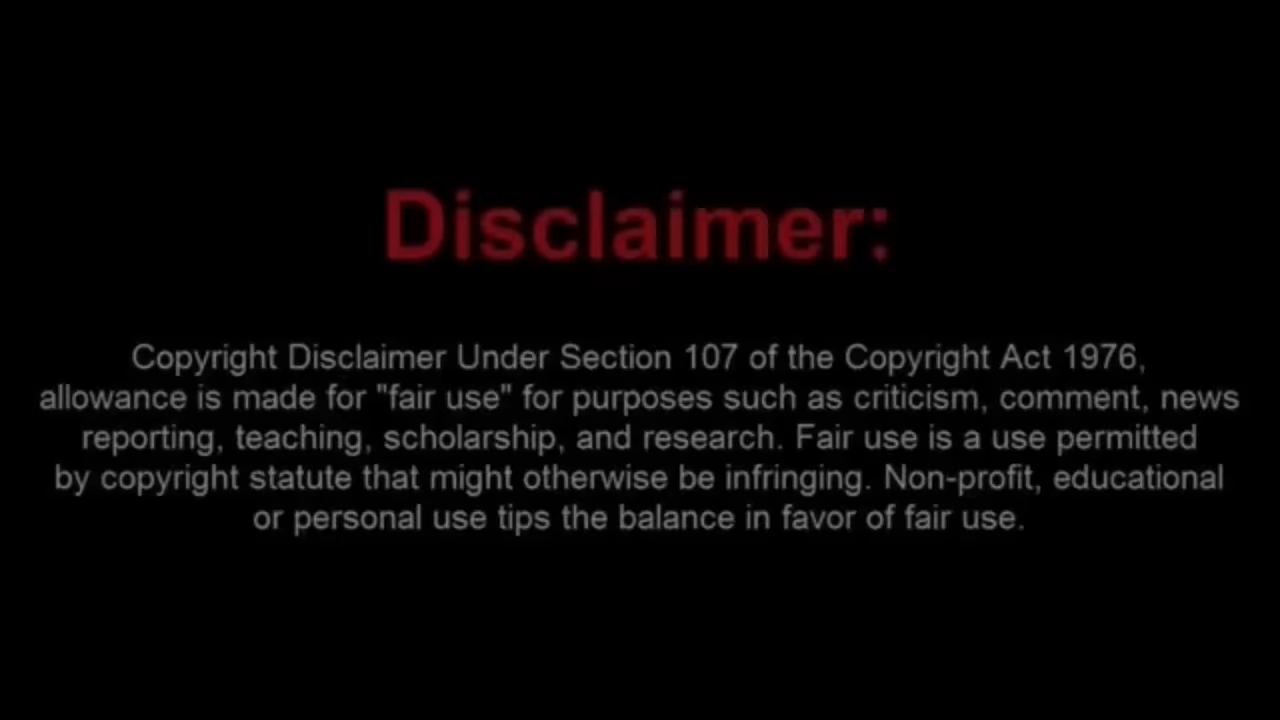 Disclaimer:
Copyright Disclaimer Under Section 107 of the Copyright Act 1976,
allowance is made for "fair use" for purposes such as criticism, comment, news
reporting, teaching, scholarship, and research. Fair use is a use permitted
by copyright statute that might otherwise be infringing. Non-profit, educational
or personal use tips the balance in favor of fair use.